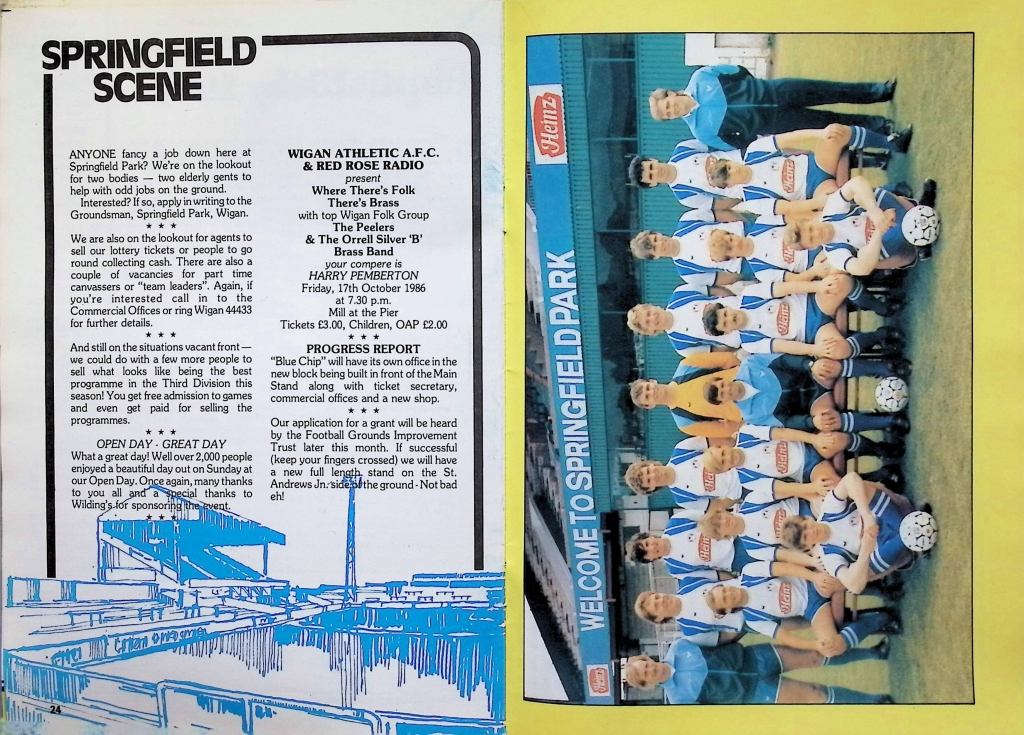 SPRINGFIELD
SCENE
ANYONE fancy a job down here at
Springfield Park? We're on the lookout
for two bodies — two elderly gents to
help with odd jobs on the ground.
Interested? If so, apply in writing to the
Groundsman, Springfield Park, Wigan.
★ ★ ★
We are also on the lookout for agents to
sell our lottery tickets or people to go
round collecting cash. There are also a
couple of vacancies for part time
canvassers or "team leaders". Again, if
you're interested call in to the
Commercial Offices or ring Wigan 44433
for further details.
★ ★ ★
And still on the situations vacant front —
we could do with a few more people to
sell what looks like being the best
programme in the Third Division this
season! You get free admission to games
and even get paid for selling the
programmes.
★ ★ ★
OPEN DAY - GREAT DAY
What a great day! Well over 2,000 people
enjoyed a beautiful day out on Sunday at
our Open Day. Once again, many thanks
to you all and a special thanks to
Wilding's for sponsoring the event.
★ ★ ★
WIGAN ATHLETIC A.F.C.
& RED ROSE RADIO
present
Where There's Folk
There's Brass
with top Wigan Folk Group
The Peelers
& The Orrell Silver 'B'
Brass Band
your compere is
HARRY PEMBERTON
Friday, 17th October 1986
at 7.30 p.m.
Mill at the Pier
Tickets £3.00, Children, OAP £2.00
★ ★ ★
PROGRESS REPORT
"Blue Chip" will have its own office in the
new block being built in front of the Main
Stand along with ticket secretary,
commercial offices and a new shop.
★ ★ ★
Our application for a grant will be heard
by the Football Grounds Improvement
Trust later this month. If successful
(keep your fingers crossed) we will have
a new full length stand on the St.
Andrews Jnr. side of the ground - Not bad
eh!
24
Heinz
WELCOME TO SPRINGFIELD PARK
Heinz
Heinz
Heinz
Heinz
Heinz
Heinz
Heinz